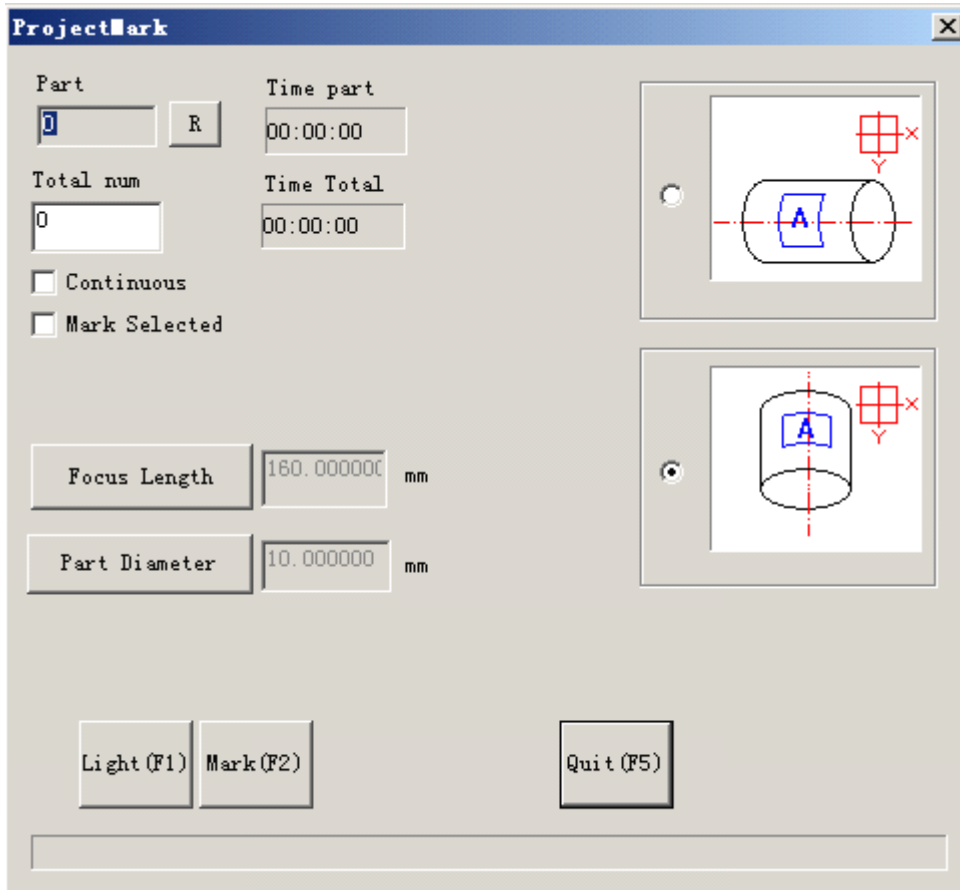 ProjectMark
Part
0
R
Time part
00:00:00
Total num
0
Time Total
00:00:00
Continuous
Mark Selected
X
Y
A
Focus Length
160.000000
mm
X
Y
A
Part Diameter
10.000000
mm
Light(F1)
Mark(F2)
Quit(F5)